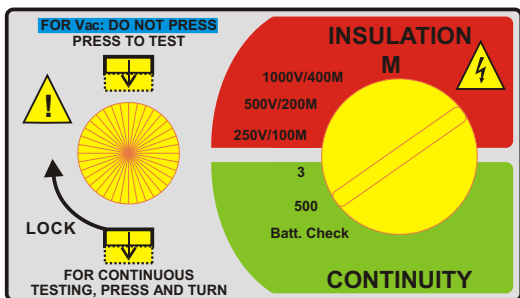 FOR Vac: DO NOT PRESS
PRESS TO TEST
!
LOCK
FOR CONTINUOUS
TESTING, PRESS AND TURN
INSULATION
M
1000V/400M
500V/200M
250V/100M
3
500
Batt. Check
CONTINUITY